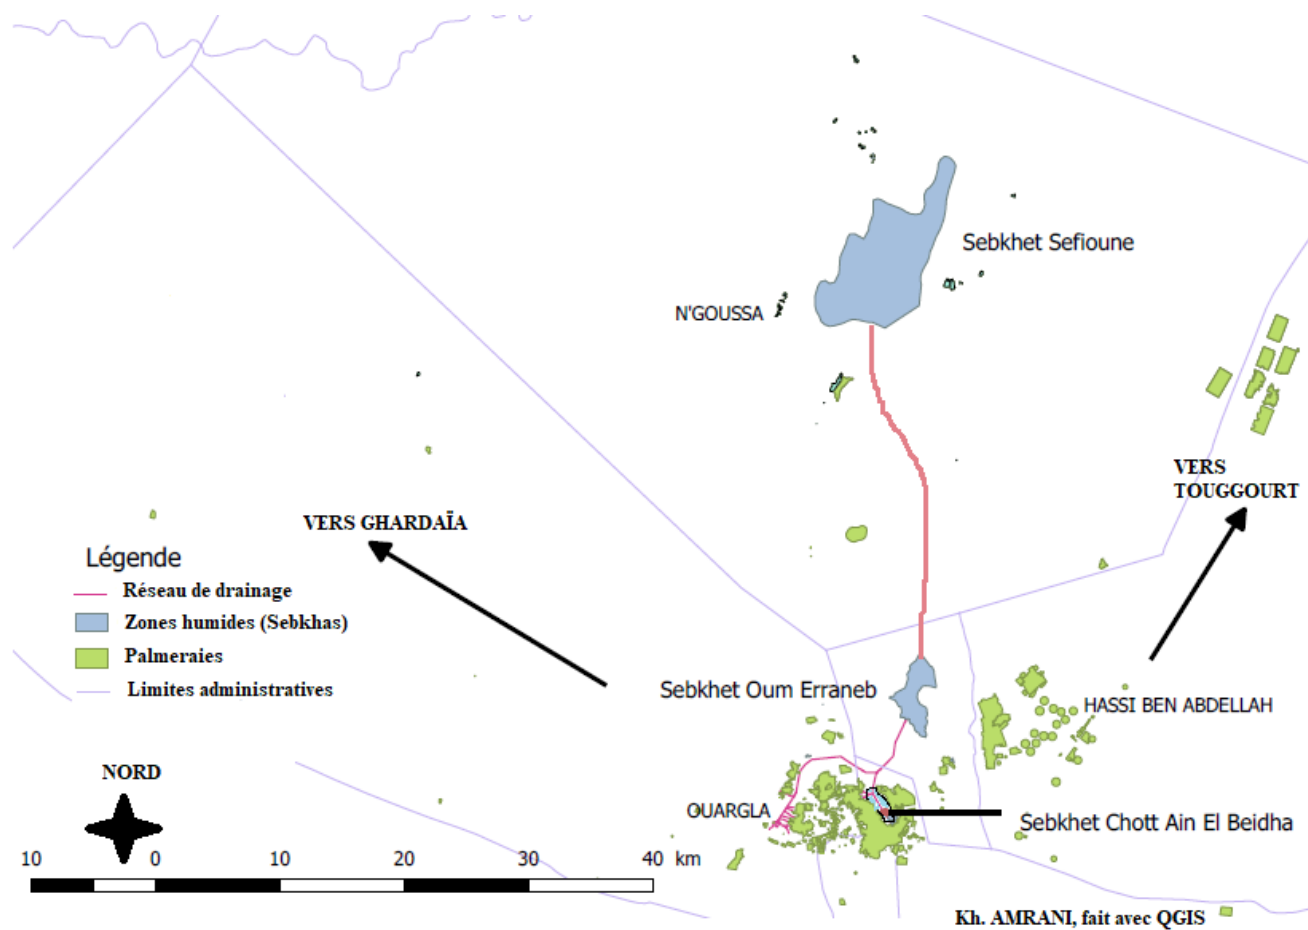 Sebkhet Sefioune
N'GOUSSA
VERS
TOUGGOURT
VERS GHARDAÏA
Légende
Réseau de drainage
Zones humides (Sebkhas)
Palmeraies
Limites administratives
Sebkhet Oum Erraneb
HASSI BEN ABDELLAH
NORD
OUARGLA
Sebkhet Chott Ain El Beidha
10 0 10 20 30 40 km
Kh. AMRANI, fait avec QGIS